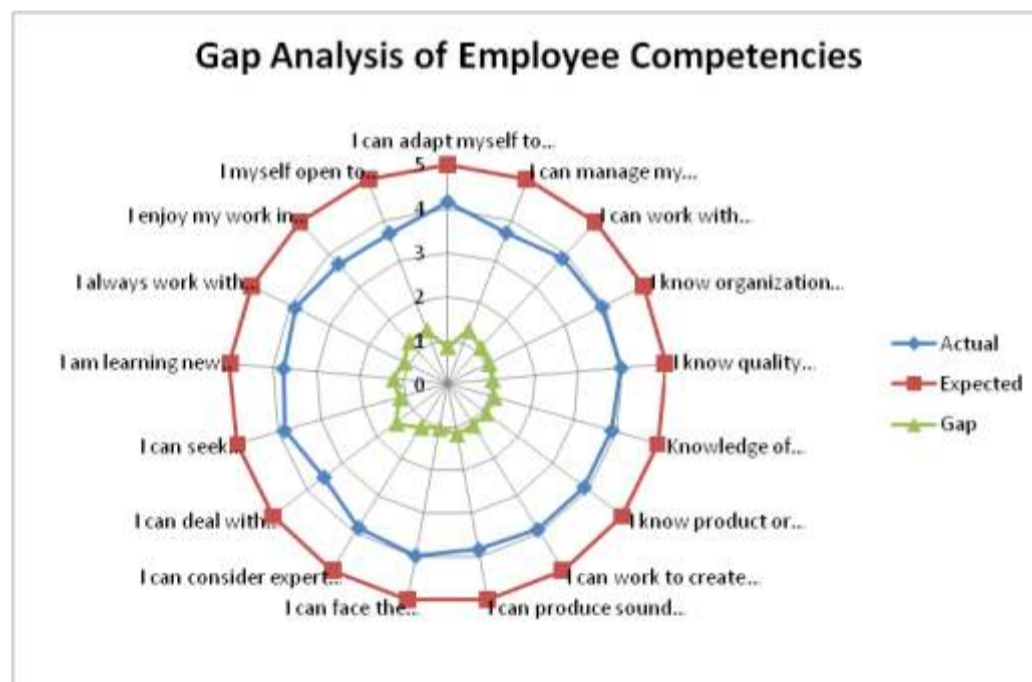 Gap Analysis of Employee Competencies
I can adapt myself to...
I can manage my...
I can work with...
I know organization...
I know quality...
Knowledge of...
I know product or...
I can work to create...
I can produce sound...
I can face the...
I can consider expert...
I can deal with...
I can seek...
I am learning new...
I always work with...
I enjoy my work in...
I myself open to...
5
4
3
2
1
0
Actual
Expected
Gap